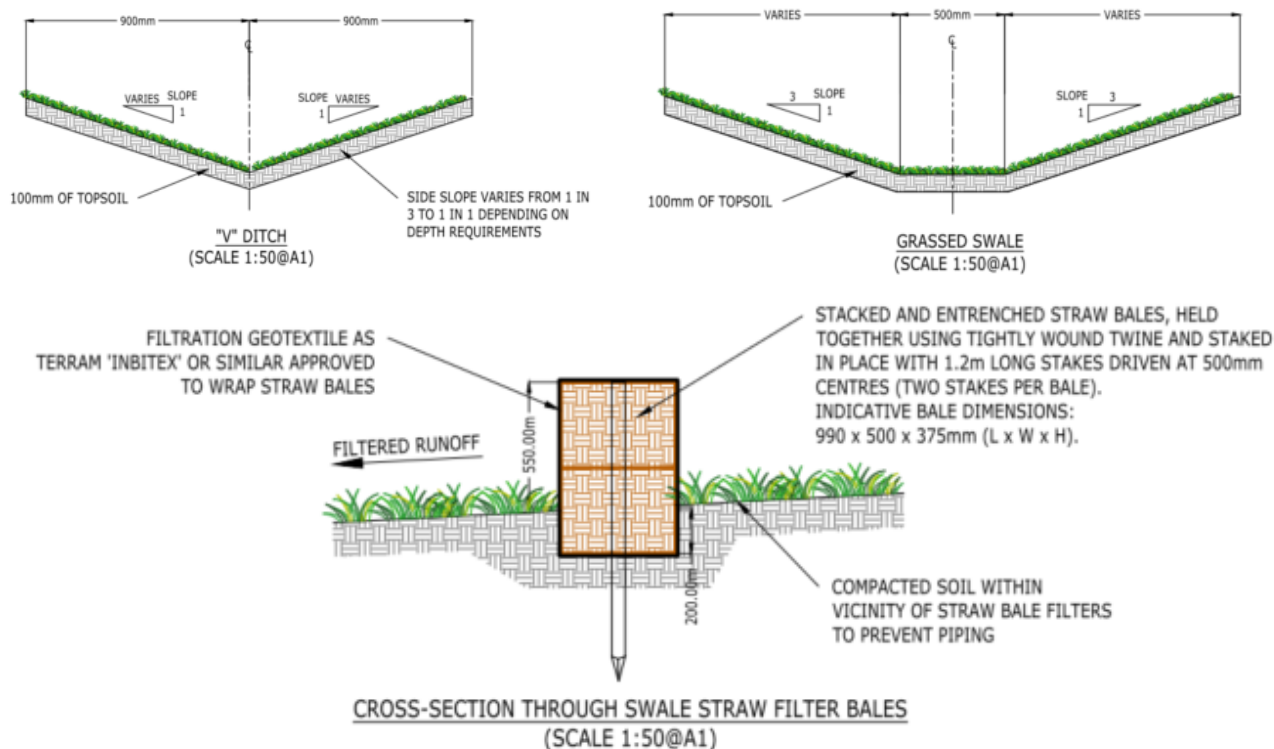 900mm
900mm
℄
VARIES
SLOPE
1
SLOPE
VARIES
1
100mm OF TOPSOIL
SIDE SLOPE VARIES FROM 1 IN
3 TO 1 IN 1 DEPENDING ON
DEPTH REQUIREMENTS
"V" DITCH
(SCALE 1:50@A1)
VARIES
500mm
VARIES
℄
3
SLOPE
1
SLOPE
3
1
100mm OF TOPSOIL
GRASSED SWALE
(SCALE 1:50@A1)
FILTRATION GEOTEXTILE AS
TERRAM 'INBITEX' OR SIMILAR APPROVED
TO WRAP STRAW BALES
STACKED AND ENTRENCHED STRAW BALES, HELD
TOGETHER USING TIGHTLY WOUND TWINE AND STAKED
IN PLACE WITH 1.2m LONG STAKES DRIVEN AT 500mm
CENTRES (TWO STAKES PER BALE).
INDICATIVE BALE DIMENSIONS:
990 x 500 x 375mm (L x W x H).
FILTERED RUNOFF
550.00m
200.00m
COMPACTED SOIL WITHIN
VICINITY OF STRAW BALE FILTERS
TO PREVENT PIPING
CROSS-SECTION THROUGH SWALE STRAW FILTER BALES
(SCALE 1:50@A1)